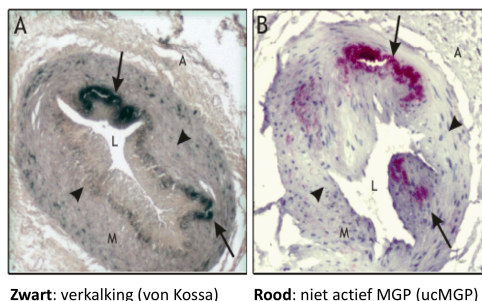 A
A
L
M
B
A
L
M
Zwart: verkalking (von Kossa)
Rood: niet actief MGP (ucMGP)